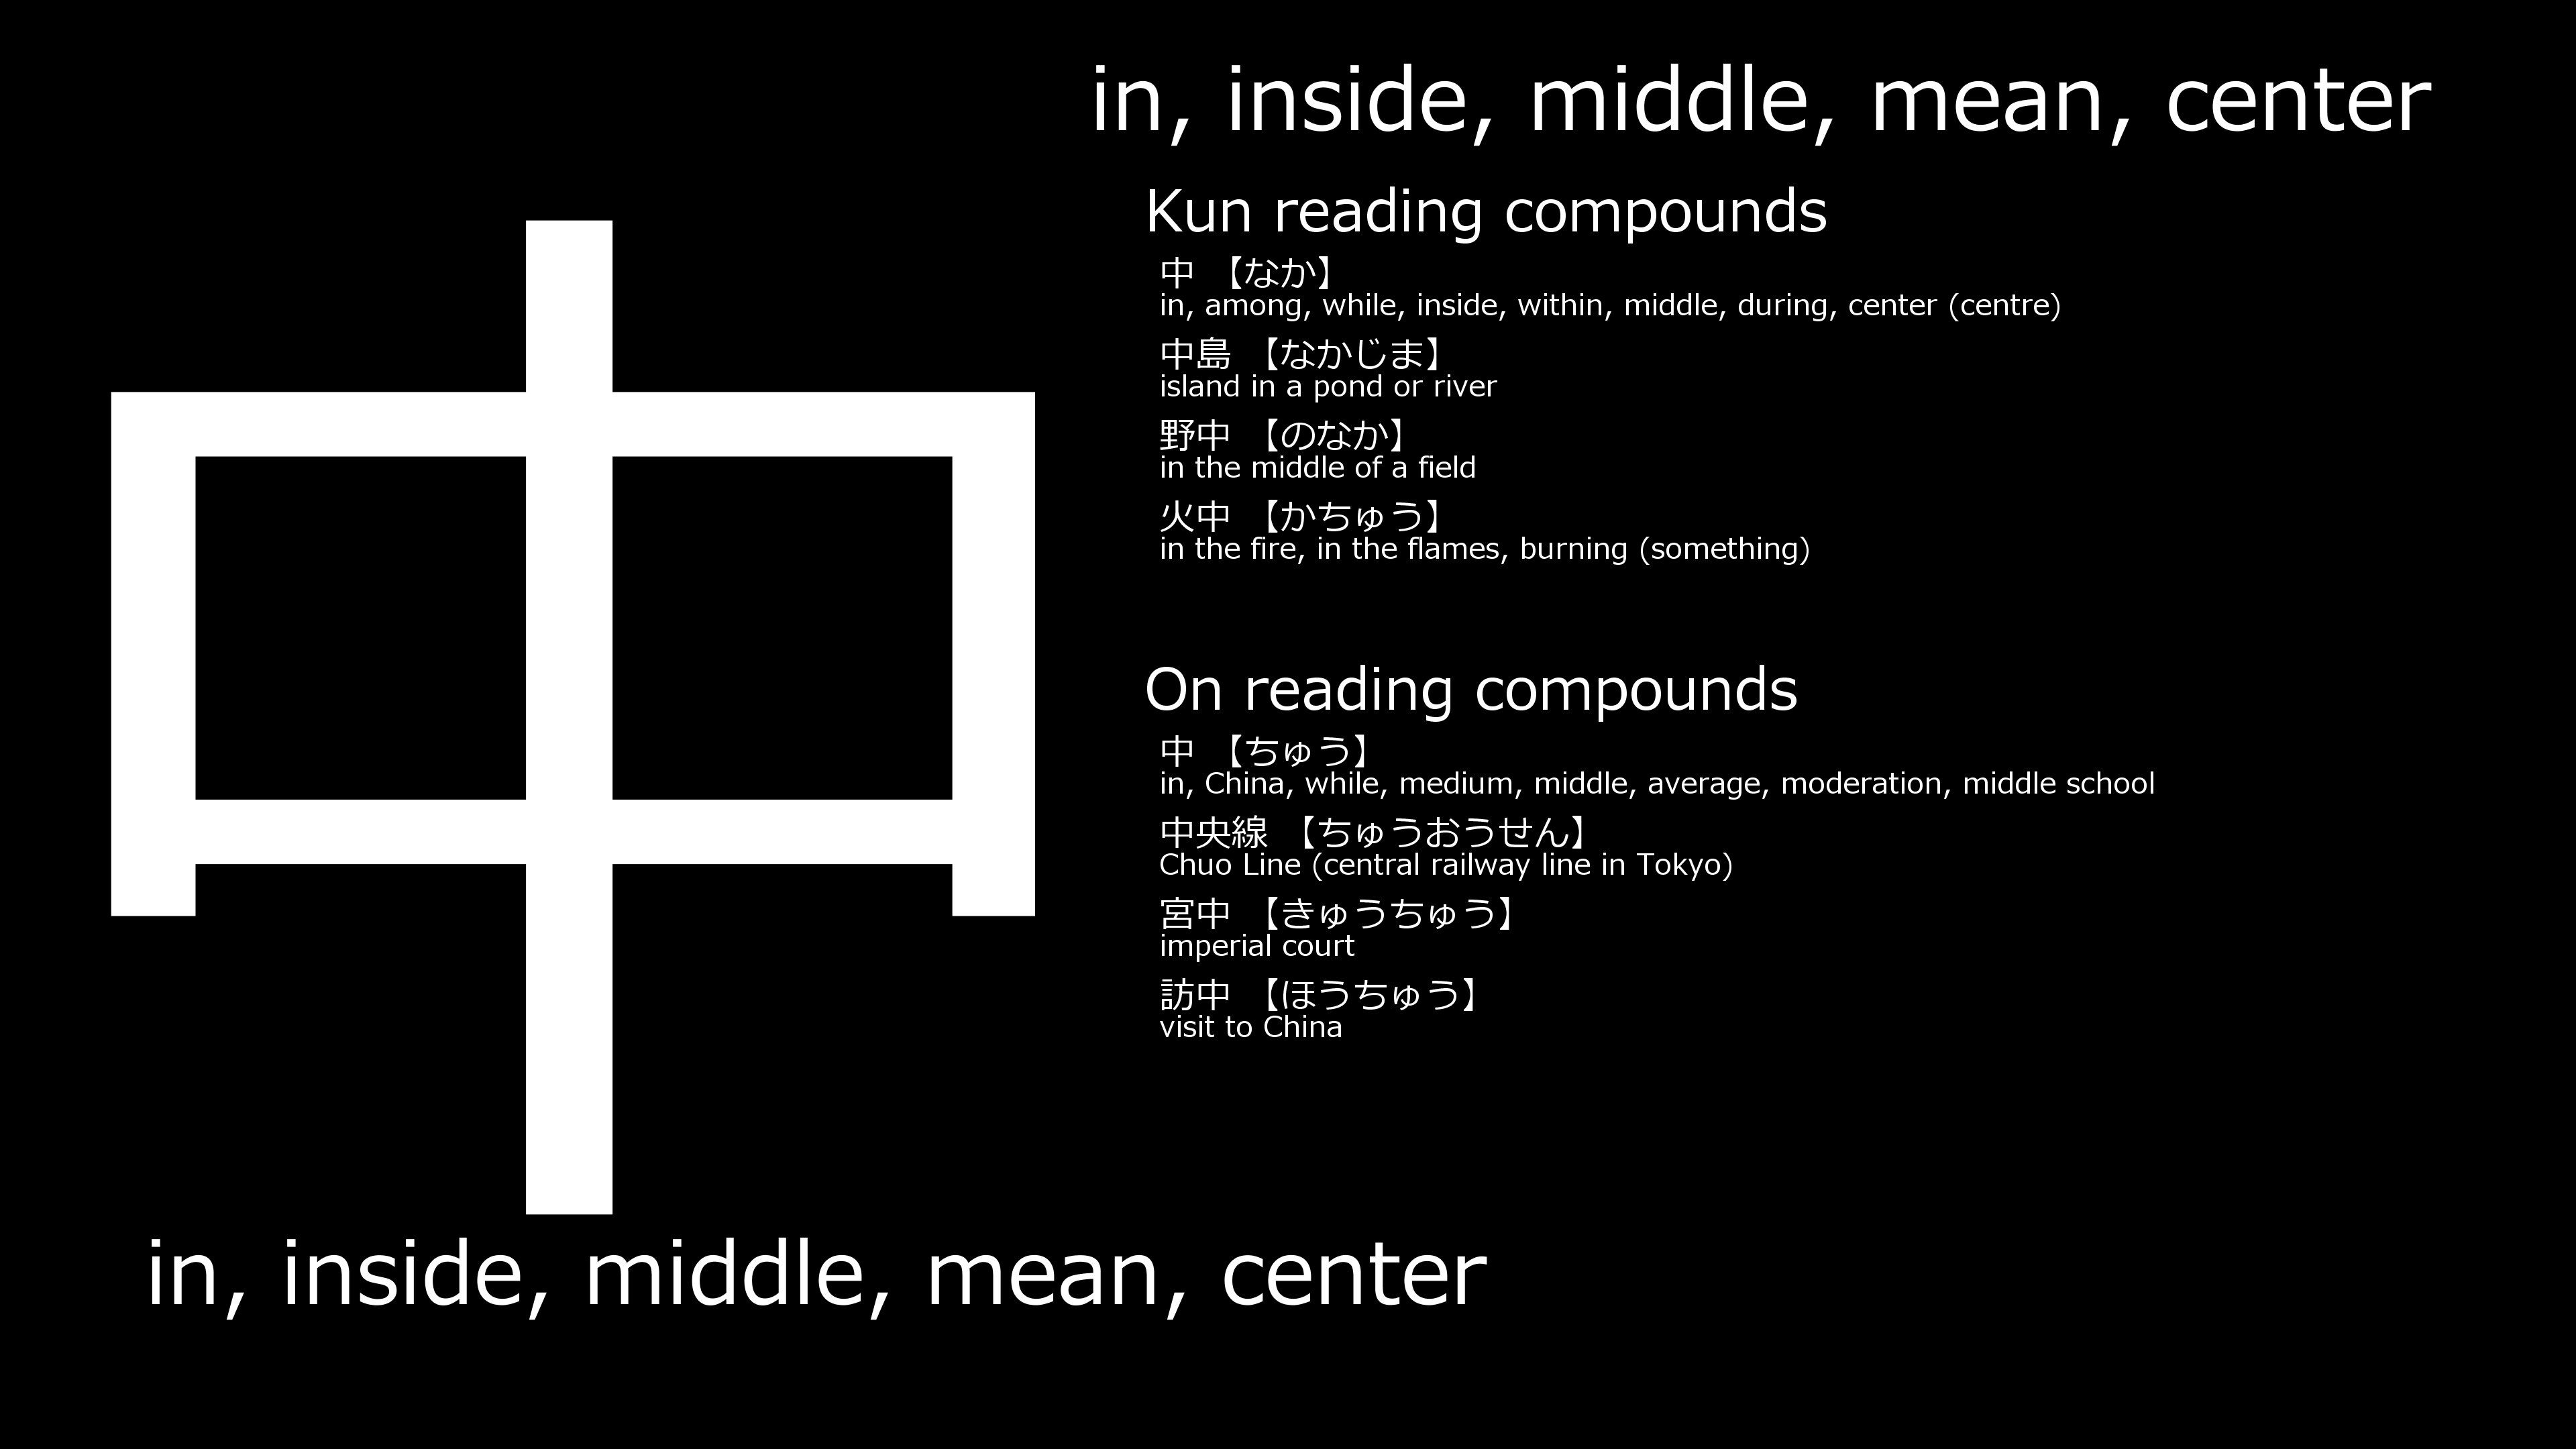 中
in, inside, middle, mean, center
in, inside, middle, mean, center
Kun reading compounds
中 【なか】
in, among, while, inside, within, middle, during, center (centre)
中島 【なかじま】
island in a pond or river
野中 【のなか】
in the middle of a field
火中 【かちゅう】
in the fire, in the flames, burning (something)
On reading compounds
中 【ちゅう】
in, China, while, medium, middle, average, moderation, middle school
中央線 【ちゅうおうせん】
Chuo Line (central railway line in Tokyo)
宮中 【きゅうちゅう】
imperial court
訪中 【ほうちゅう】
visit to China